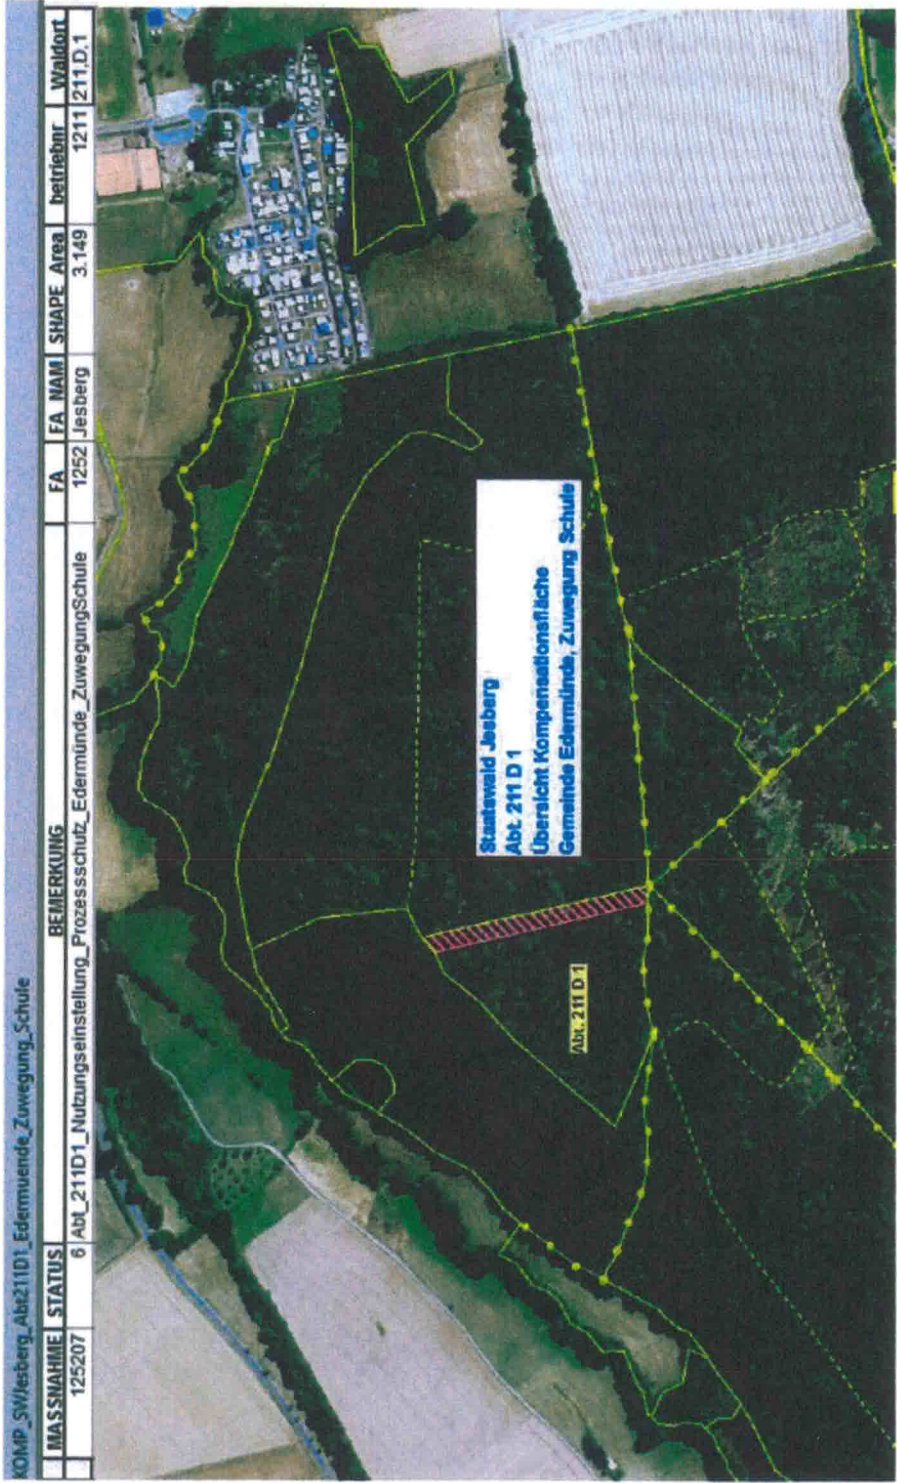 KOMP_SWJesberg_Abt211D1_Edermuende_Zuwegung_Schule
MASSNAHME STATUS BEMERKUNG FA FA_NAM SHAPE_Area betriebnr Waldort
125207 6 Abt_211D1_Nutzungseinstellung_Prozessschutz_Edermünde_ZuwegungSchule 1252 Jesberg 3.149 1211 211,D,1
Staatswald Jesberg
Abt. 211 D 1
Übersicht Kompensationsfläche
Gemeinde Edermünde, Zuwegung Schule
Abt. 211 D 1